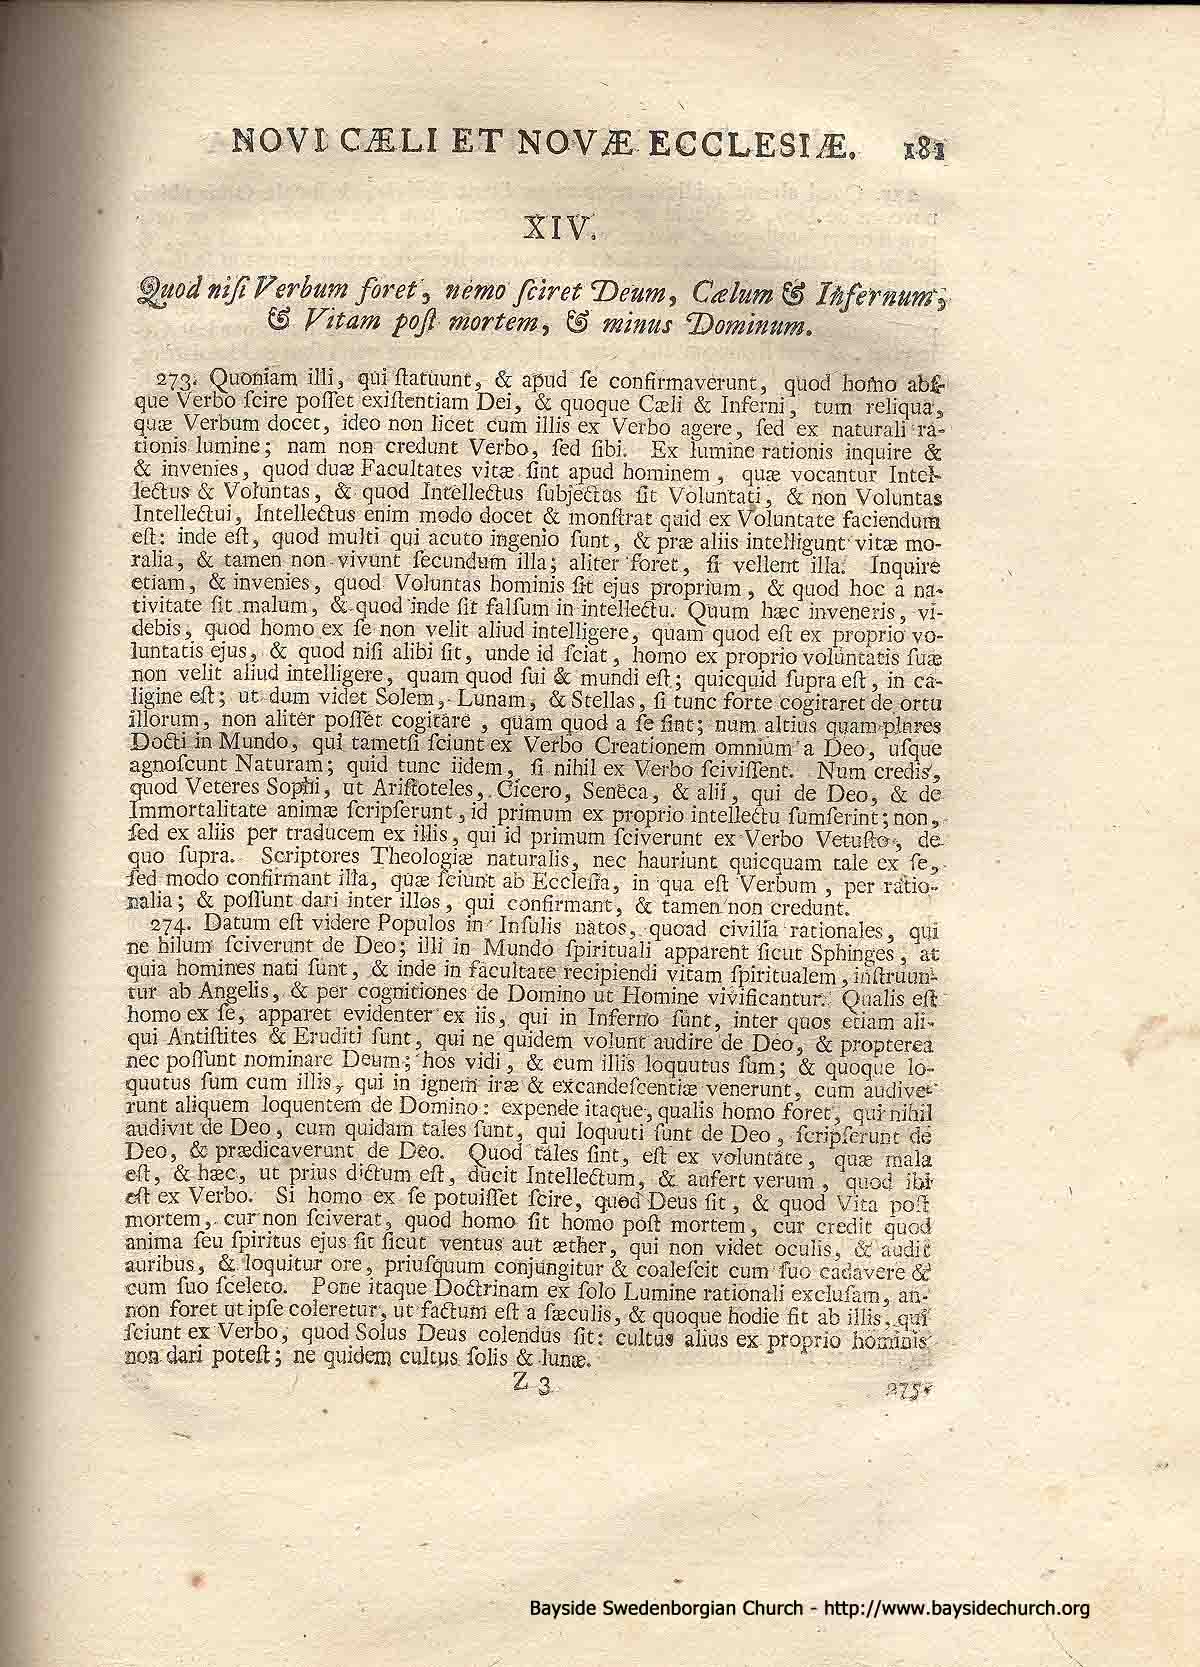 NOVI CÆLI ET NOVÆ ECCLESIÆ. 181
XIV.
Quod niſi Verbum foret, nemo ſciret Deum, Cælum & Infernum,
& Vitam poſt mortem, & minus Dominum.
273. Quoniam illi, qui ſtatuunt, & apud ſe confirmaverunt, quod homo abſ-
que Verbo ſcire poſſet exiſtentiam Dei, & quoque Cæli & Inferni, tum reliqua,
quæ Verbum docet, ideo non licet cum illis ex Verbo agere, ſed ex naturali ra-
tionis lumine; nam non credunt Verbo, ſed ſibi. Ex lumine rationis inquire &
& invenies, quod duæ Facultates vitæ ſint apud hominem, quæ vocantur Intel-
lectus & Voluntas, & quod Intellectus ſubjectus ſit Voluntati, & non Voluntas
Intellectui, Intellectus enim modo docet & monſtrat quid ex Voluntate faciendum
eſt: inde eſt, quod multi qui acuto ingenio ſunt, & præ aliis intelligunt vitæ mo-
ralia, & tamen non vivunt ſecundum illa; aliter foret, ſi vellent illa. Inquire
etiam, & invenies, quod Voluntas hominis ſit ejus proprium, & quod hoc a na-
tivitate ſit malum, & quod inde ſit falſum in intellectu. Quum hæc inveneris, vi-
debis, quod homo ex ſe non velit aliud intelligere, quam quod eſt ex proprio vo-
luntatis ejus, & quod niſi alibi ſit, unde id ſciat, homo ex proprio voluntatis ſuæ
non velit aliud intelligere, quam quod ſui & mundi eſt; quicquid ſupra eſt, in ca-
ligine eſt; ut dum videt Solem, Lunam, & Stellas, ſi tunc forte cogitaret de ortu
illorum, non aliter poſſet cogitare, quam quod a ſe ſint; num altius quam plures
Docti in Mundo, qui tametſi ſciunt ex Verbo Creationem omnium a Deo, uſque
agnoſcunt Naturam; quid tunc iidem, ſi nihil ex Verbo ſciviſſent. Num credis,
quod Veteres Sophi, ut Ariſtoteles, Cicero, Seneca, & alii, qui de Deo, & de
Immortalitate animæ ſcripſerunt, id primum ex proprio intellectu ſumſerint; non,
ſed ex aliis per traducem ex illis, qui id primum ſciverunt ex Verbo Vetuſto, de
quo ſupra. Scriptores Theologiæ naturalis, nec hauriunt quicquam tale ex ſe,
ſed modo confirmant illa, quæ ſciunt ab Eccleſia, in qua eſt Verbum, per ratio-
nalia; & poſſunt dari inter illos, qui confirmant, & tamen non credunt.
274. Datum eſt videre Populos in Inſulis natos, quoad civilia rationales, qui
ne hilum ſciverunt de Deo; illi in Mundo ſpirituali apparent ſicut Sphinges, at
quia homines nati ſunt, & inde in facultate recipiendi vitam ſpiritualem, inſtruun-
tur ab Angelis, & per cognitiones de Domino ut Homine vivificantur. Qualis eſt
homo ex ſe, apparet evidenter ex iis, qui in Inferno ſunt, inter quos etiam ali-
qui Antiſtites & Eruditi ſunt, qui ne quidem volunt audire de Deo, & propterea
nec poſſunt nominare Deum; hos vidi, & cum illis loquutus ſum; & quoque lo-
quutus ſum cum illis, qui in ignem iræ & excandeſcentiæ venerunt, cum audive-
runt aliquem loquentem de Domino: expende itaque, qualis homo foret, qui nihil
audivit de Deo, cum quidam tales ſunt, qui loquuti ſunt de Deo, ſcripſerunt de
Deo, & prædicaverunt de Deo. Quod tales ſint, eſt ex voluntate, quæ mala
eſt, & hæc, ut prius dictum eſt, ducit Intellectum, & aufert verum, quod ibi
eſt ex Verbo. Si homo ex ſe potuiſſet ſcire, quod Deus ſit, & quod Vita poſt
mortem, cur non ſciverat, quod homo ſit homo poſt mortem, cur credit quod
anima ſeu ſpiritus ejus ſit ſicut ventus aut æther, qui non videt oculis, & audit
auribus, & loquitur ore, priuſquum conjungitur & coaleſcit cum ſuo cadavere &
cum ſuo ſceleto. Pone itaque Doctrinam ex ſolo Lumine rationali excluſam, an-
non foret ut ipſe coleretur, ut factum eſt a ſæculis, & quoque hodie fit ab illis, qui
ſciunt ex Verbo, quod Solus Deus colendus ſit: cultus alius ex proprio hominis
non dari poteſt; ne quidem cultus ſolis & lunæ.
Z 3 275.
Bayside Swedenborgian Church - http://www.baysidechurch.org